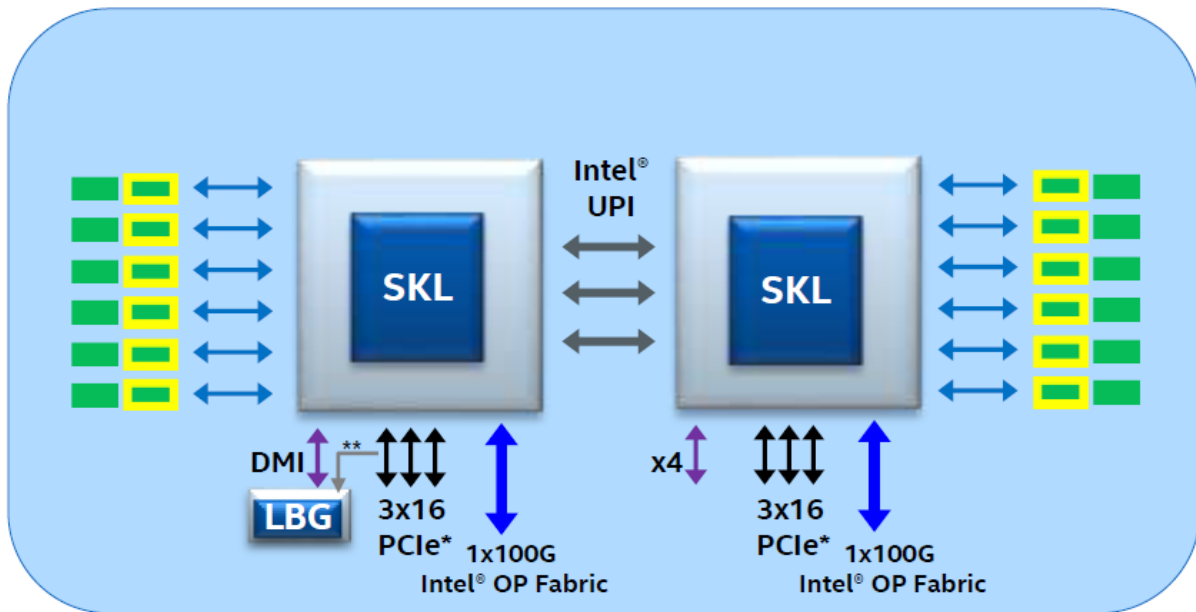 Intel®
UPI
SKL
SKL
DMI
**
x4
LBG
3x16
PCIe*
3x16
PCIe*
1x100G
Intel® OP Fabric
1x100G
Intel® OP Fabric